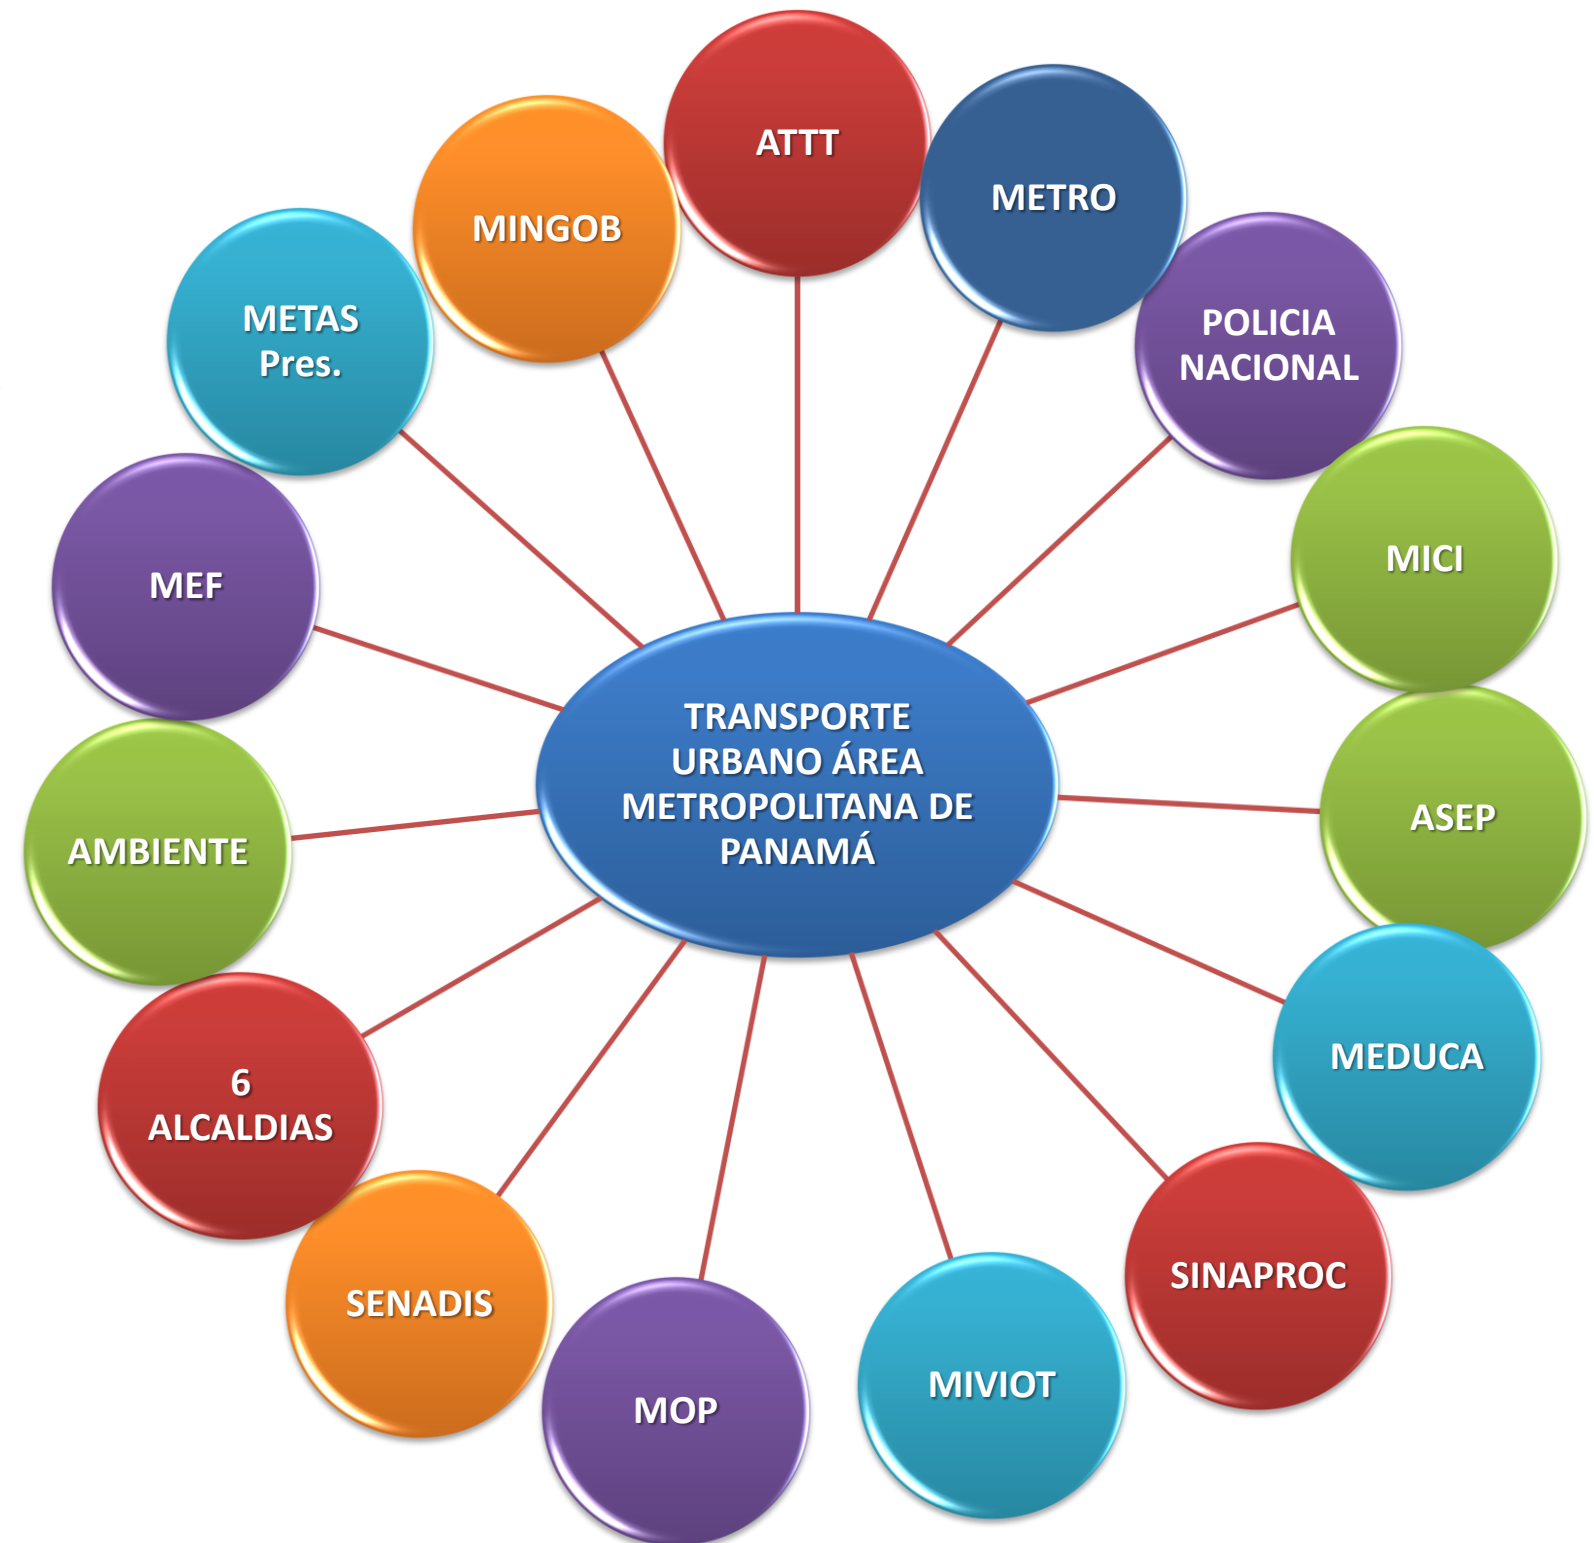 ATTT
METRO
POLICIA
NACIONAL
MICI
ASEP
MEDUCA
SINAPROC
MIVIOT
MOP
SENADIS
6
ALCALDIAS
AMBIENTE
MEF
METAS
Pres.
MINGOB
TRANSPORTE
URBANO ÁREA
METROPOLITANA DE
PANAMÁ